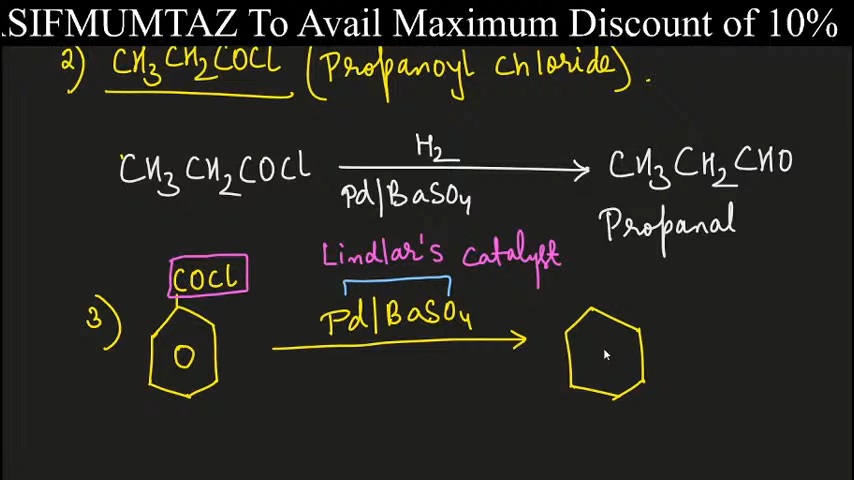 ASIFMUMTAZ To Avail Maximum Discount of 10%
2) CH3CH2COCl (Propanoyl chloride).
H2
CH3CH2COCl CH3CH2CHO
Pd/BaSO4
Propanal
Lindlar's catalyst
COCl
3) Pd/BaSO4